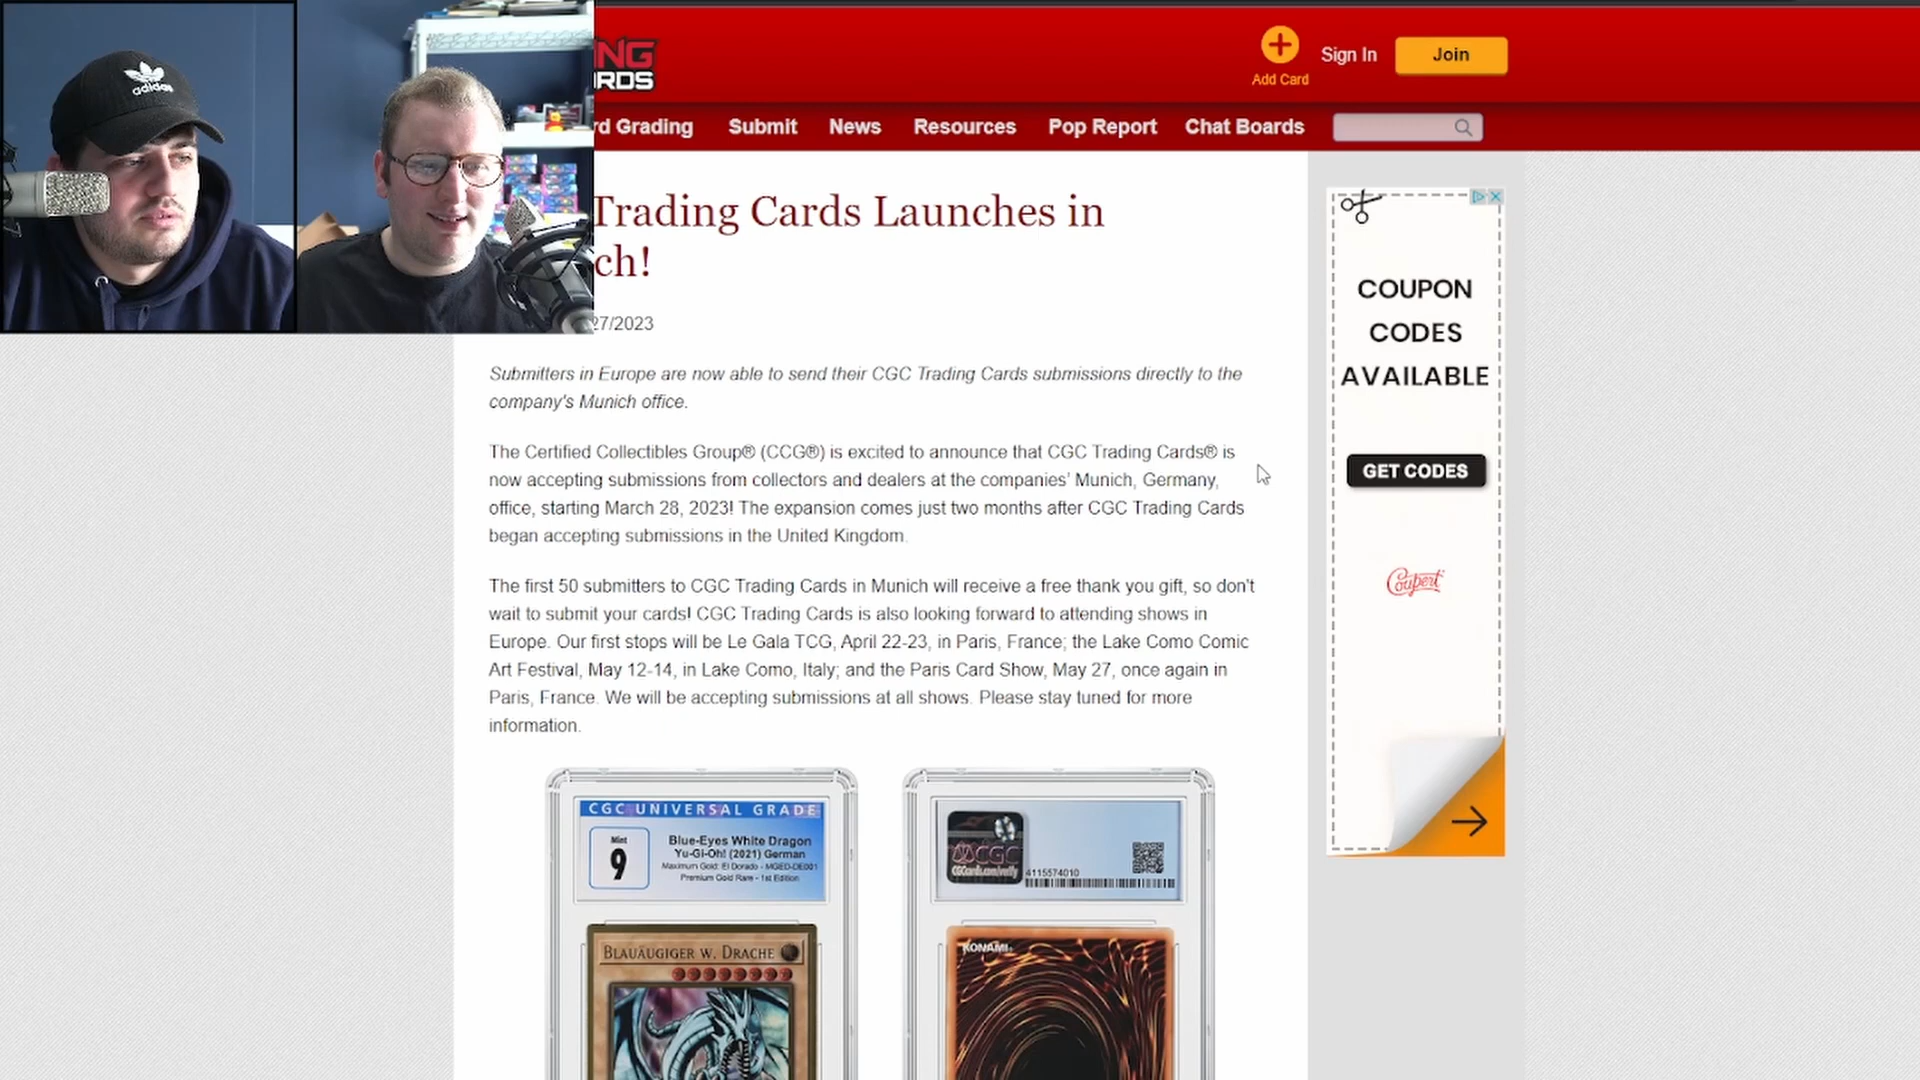 adidas
NG
RDS
Add Card
Sign In
Join
rd Grading
Submit
News
Resources
Pop Report
Chat Boards
Trading Cards Launches in
ch!
27/2023
Submitters in Europe are now able to send their CGC Trading Cards submissions directly to the
company's Munich office.
The Certified Collectibles Group® (CCG®) is excited to announce that CGC Trading Cards® is
now accepting submissions from collectors and dealers at the companies' Munich, Germany,
office, starting March 28, 2023! The expansion comes just two months after CGC Trading Cards
began accepting submissions in the United Kingdom.
The first 50 submitters to CGC Trading Cards in Munich will receive a free thank you gift, so don't
wait to submit your cards! CGC Trading Cards is also looking forward to attending shows in
Europe. Our first stops will be Le Gala TCG, April 22-23, in Paris, France; the Lake Como Comic
Art Festival, May 12-14, in Lake Como, Italy; and the Paris Card Show, May 27, once again in
Paris, France. We will be accepting submissions at all shows. Please stay tuned for more
information.
CGC UNIVERSAL GRADE
Mint
9
Blue-Eyes White Dragon
Yu-Gi-Oh! (2021) German
Maximum Gold: El Dorado - MGED-DE001
Premium Gold Rare - 1st Edition
BLAUÄUGIGER W. DRACHE
CGC
CGCcards.com/verify
4115574010
KONAMI
COUPON
CODES
AVAILABLE
GET CODES
Coupert